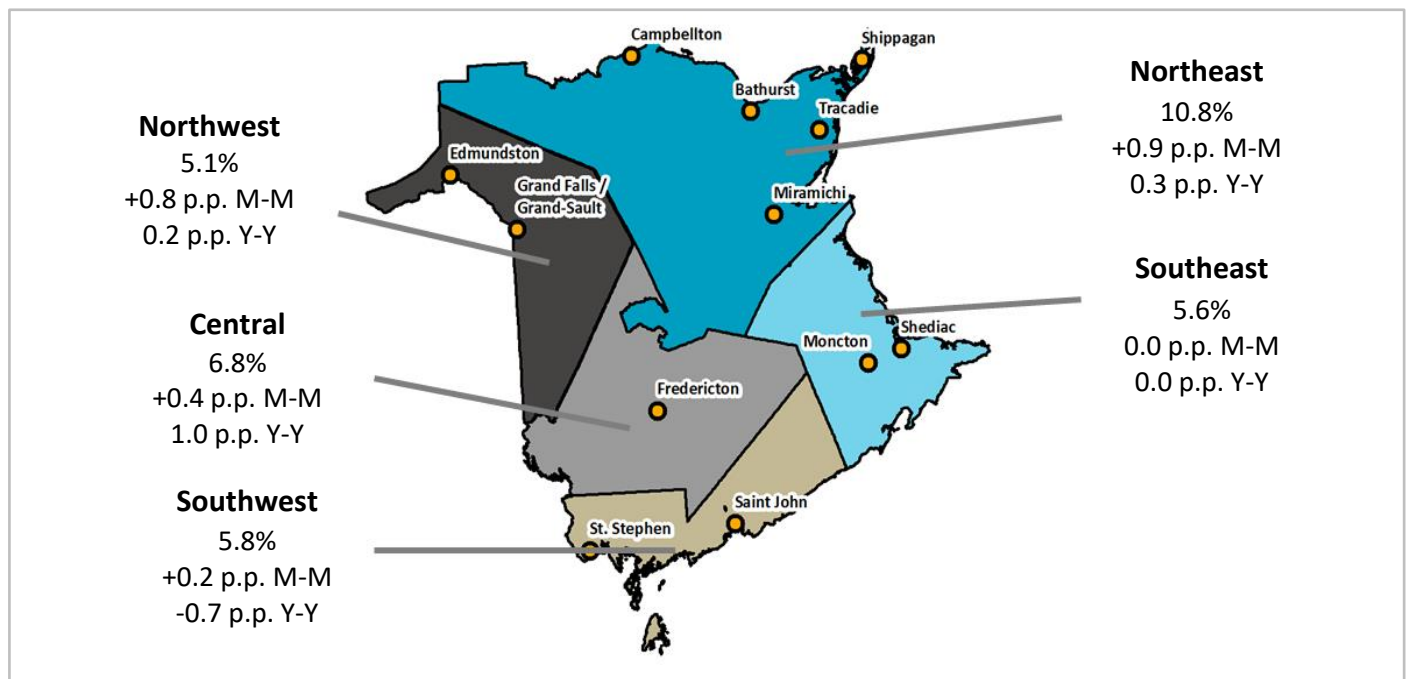 Campbellton
Shippagan
Northeast
10.8%
+0.9 p.p. M-M
0.3 p.p. Y-Y
Bathurst
Tracadie
Northwest
5.1%
+0.8 p.p. M-M
0.2 p.p. Y-Y
Edmundston
Grand Falls /
Grand-Sault
Miramichi
Southeast
5.6%
0.0 p.p. M-M
0.0 p.p. Y-Y
Central
6.8%
+0.4 p.p. M-M
1.0 p.p. Y-Y
Shediac
Moncton
Fredericton
Southwest
5.8%
+0.2 p.p. M-M
-0.7 p.p. Y-Y
Saint John
St. Stephen